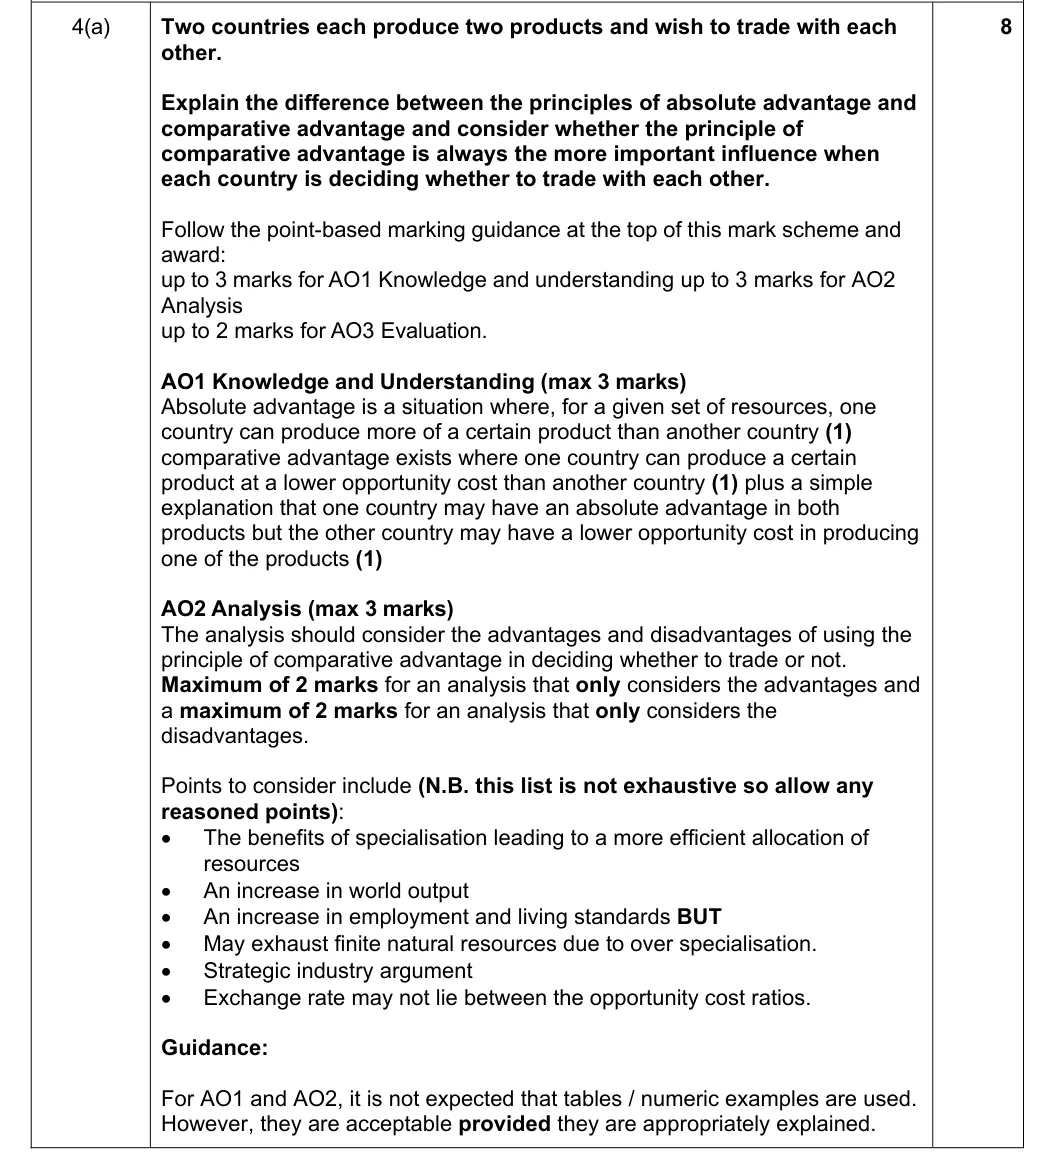 4(a)
Two countries each produce two products and wish to trade with each
other.
8
Explain the difference between the principles of absolute advantage and
comparative advantage and consider whether the principle of
comparative advantage is always the more important influence when
each country is deciding whether to trade with each other.
Follow the point-based marking guidance at the top of this mark scheme and
award:
up to 3 marks for AO1 Knowledge and understanding up to 3 marks for AO2
Analysis
up to 2 marks for AO3 Evaluation.
AO1 Knowledge and Understanding (max 3 marks)
Absolute advantage is a situation where, for a given set of resources, one
country can produce more of a certain product than another country (1)
comparative advantage exists where one country can produce a certain
product at a lower opportunity cost than another country (1) plus a simple
explanation that one country may have an absolute advantage in both
products but the other country may have a lower opportunity cost in producing
one of the products (1)
AO2 Analysis (max 3 marks)
The analysis should consider the advantages and disadvantages of using the
principle of comparative advantage in deciding whether to trade or not.
Maximum of 2 marks for an analysis that only considers the advantages and
a maximum of 2 marks for an analysis that only considers the
disadvantages.
Points to consider include (N.B. this list is not exhaustive so allow any
reasoned points):
• The benefits of specialisation leading to a more efficient allocation of
resources
• An increase in world output
• An increase in employment and living standards BUT
• May exhaust finite natural resources due to over specialisation.
• Strategic industry argument
• Exchange rate may not lie between the opportunity cost ratios.
Guidance:
For AO1 and AO2, it is not expected that tables / numeric examples are used.
However, they are acceptable provided they are appropriately explained.